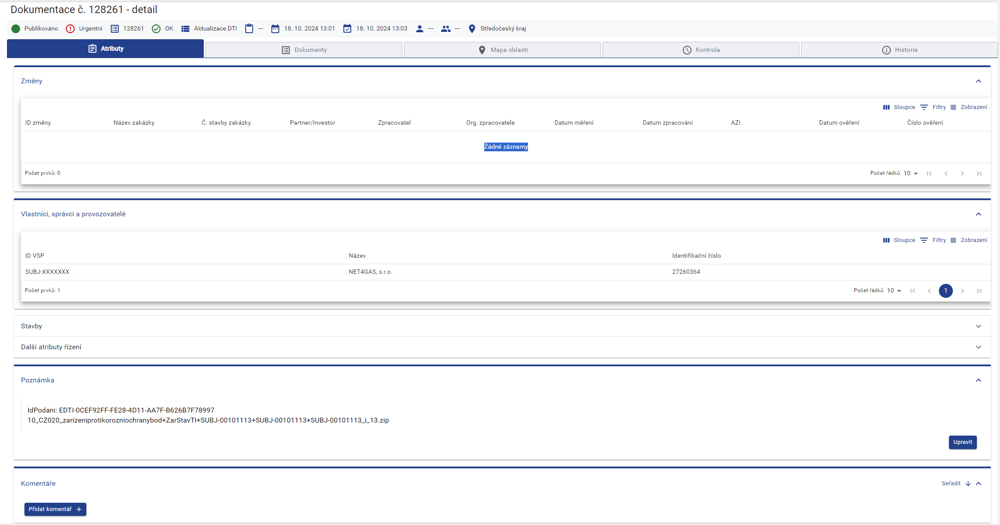 Dokumentace č. 128261 - detail
Publikováno Urgentní 128261 OK Aktualizace DTI --- 18. 10. 2024 13:01 18. 10. 2024 13:03 --- --- Středočeský kraj
Atributy Dokumenty Mapa oblasti Kontrola Historie
Změny
Sloupce Filtry Zobrazení
ID změny Název zakázky Č. stavby zakázky Partner/Investor Zpracovatel Org. zpracovatele Datum měření Datum zpracování AZI Datum ověření Číslo ověření
Žádné záznamy
Počet prvků: 0 Počet řádků 10
Vlastníci, správci a provozovatelé
Sloupce Filtry Zobrazení
ID VSP Název Identifikační číslo
SUBJ-XXXXXXX NET4GAS, s.r.o. 27260364
Počet prvků: 1 Počet řádků 10 1
Stavby
Další atributy řízení
Poznámka
IdPodani: EDTI-0CEF92FF-FE28-4D11-AA7F-B626B7F78997
10_CZ020_zarizeniprotikorozniochranybod+ZarStavTI+SUBJ-00101113+SUBJ-00101113+SUBJ-00101113_i_13.zip
Upravit
Komentáře Seřadit
Přidat komentář +